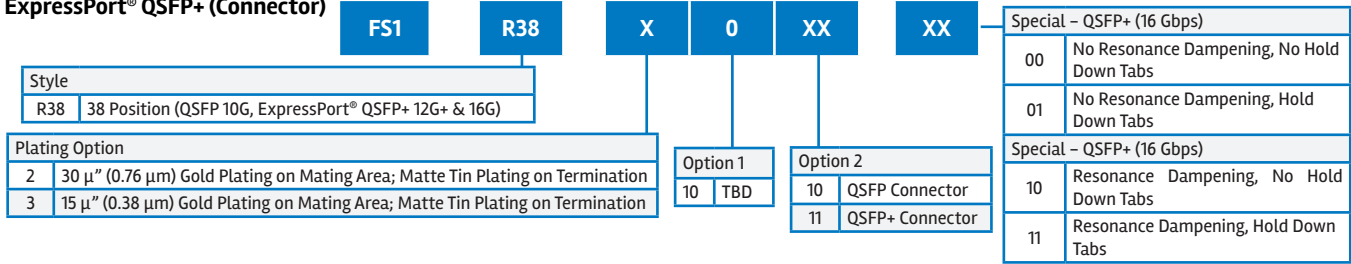 ExpressPort® QSFP+ (Connector)
FS1 R38 X 0 XX XX
Style
R38 38 Position (QSFP 10G, ExpressPort® QSFP+ 12G+ & 16G)
Plating Option
2 30 µ” (0.76 µm) Gold Plating on Mating Area; Matte Tin Plating on Termination
3 15 µ” (0.38 µm) Gold Plating on Mating Area; Matte Tin Plating on Termination
Option 1
10 TBD
Option 2
10 QSFP Connector
11 QSFP+ Connector
Special – QSFP+ (16 Gbps)
00 No Resonance Dampening, No Hold
Down Tabs
01 No Resonance Dampening, Hold
Down Tabs
Special – QSFP+ (16 Gbps)
10 Resonance Dampening, No Hold
Down Tabs
11 Resonance Dampening, Hold Down
Tabs